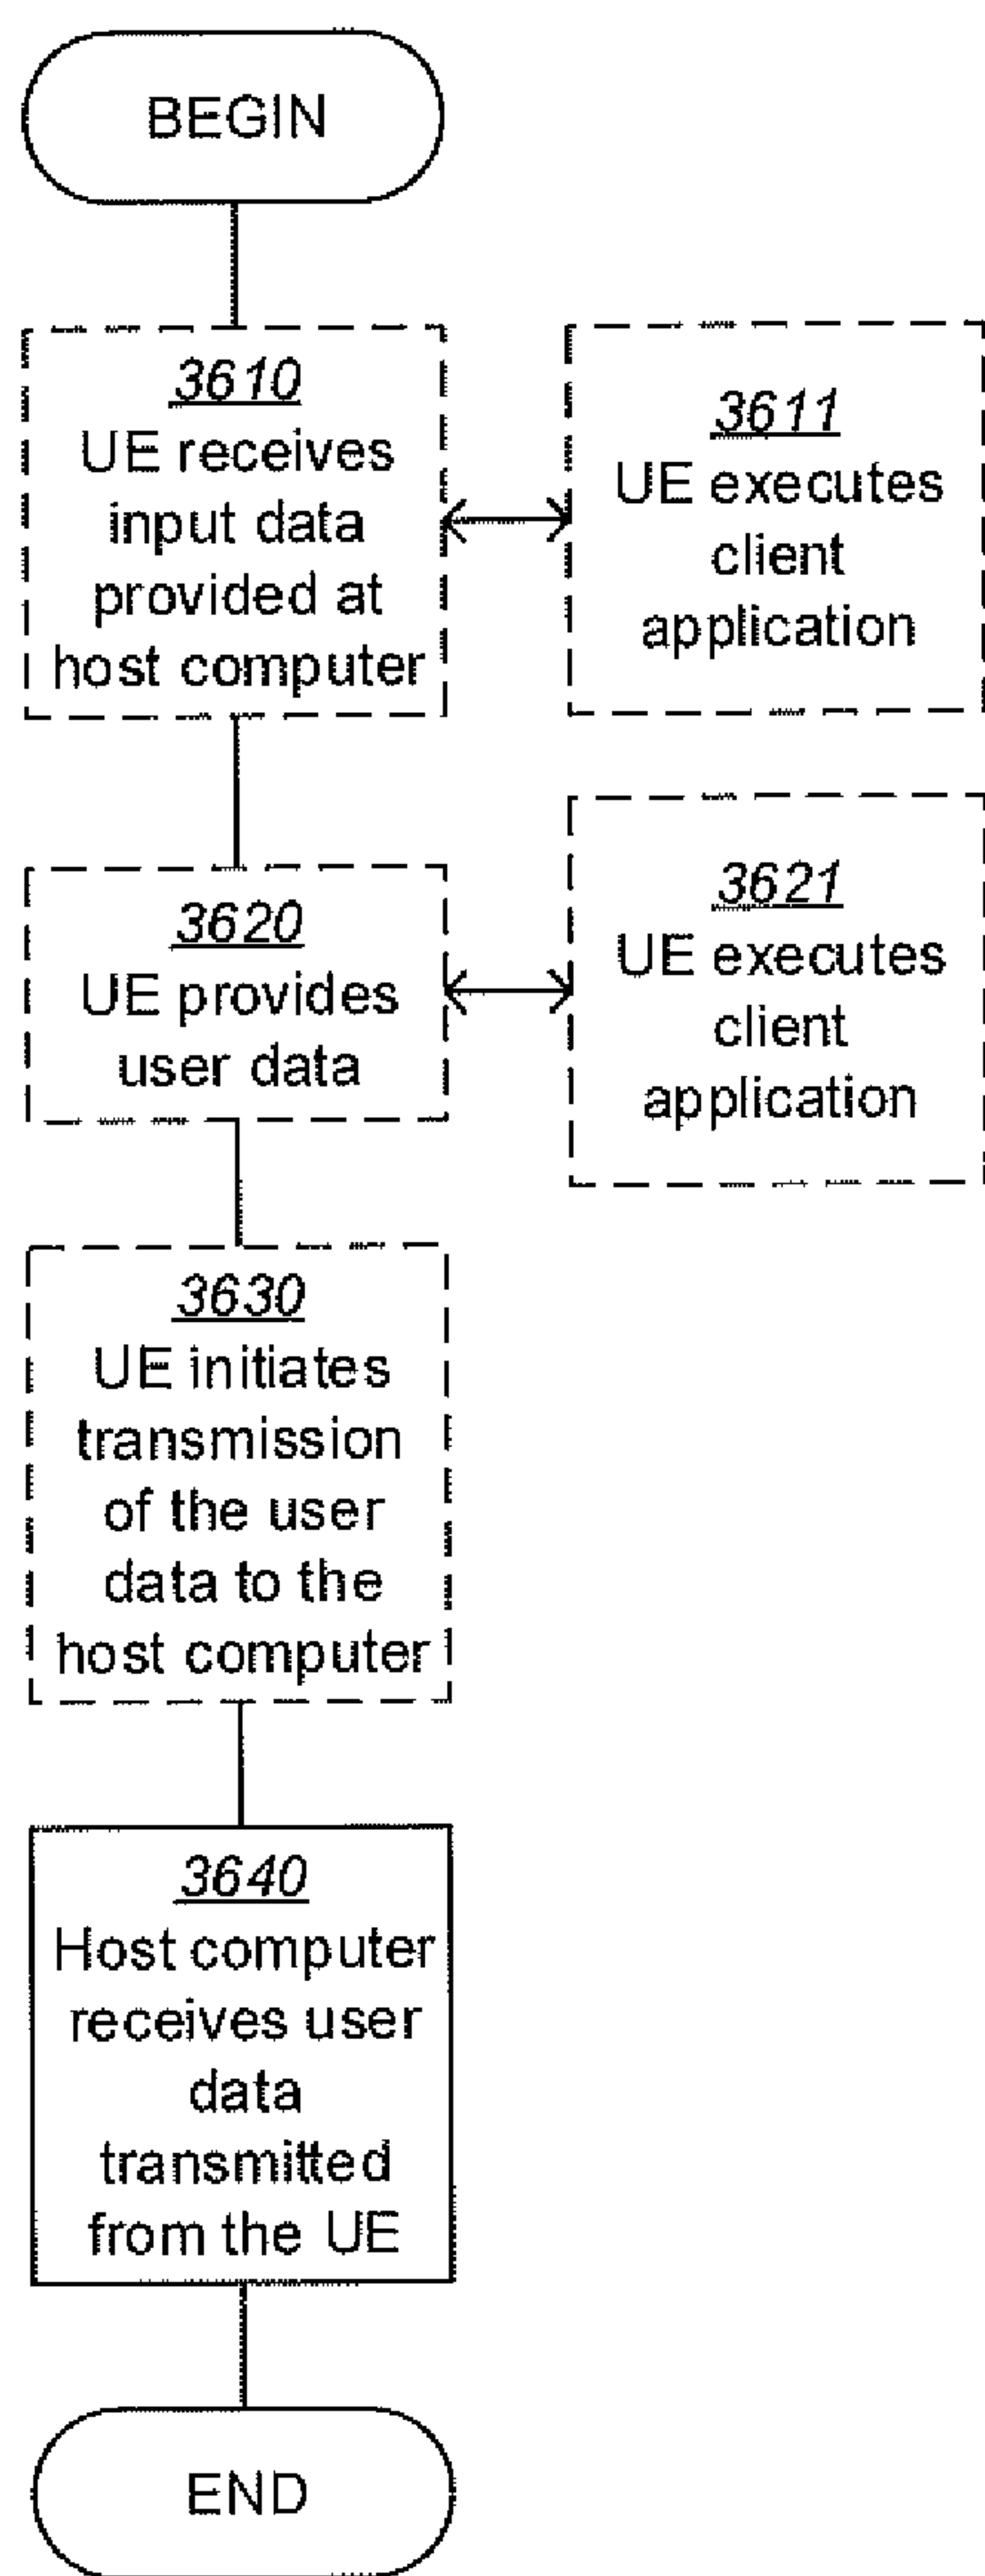 BEGIN
3610
UE receives
input data
provided at
host computer
3611
UE executes
client
application
3620
UE provides
user data
3621
UE executes
client
application
3630
UE initiates
transmission
of the user
data to the
host computer
3640
Host computer
receives user
data
transmitted
from the UE
END